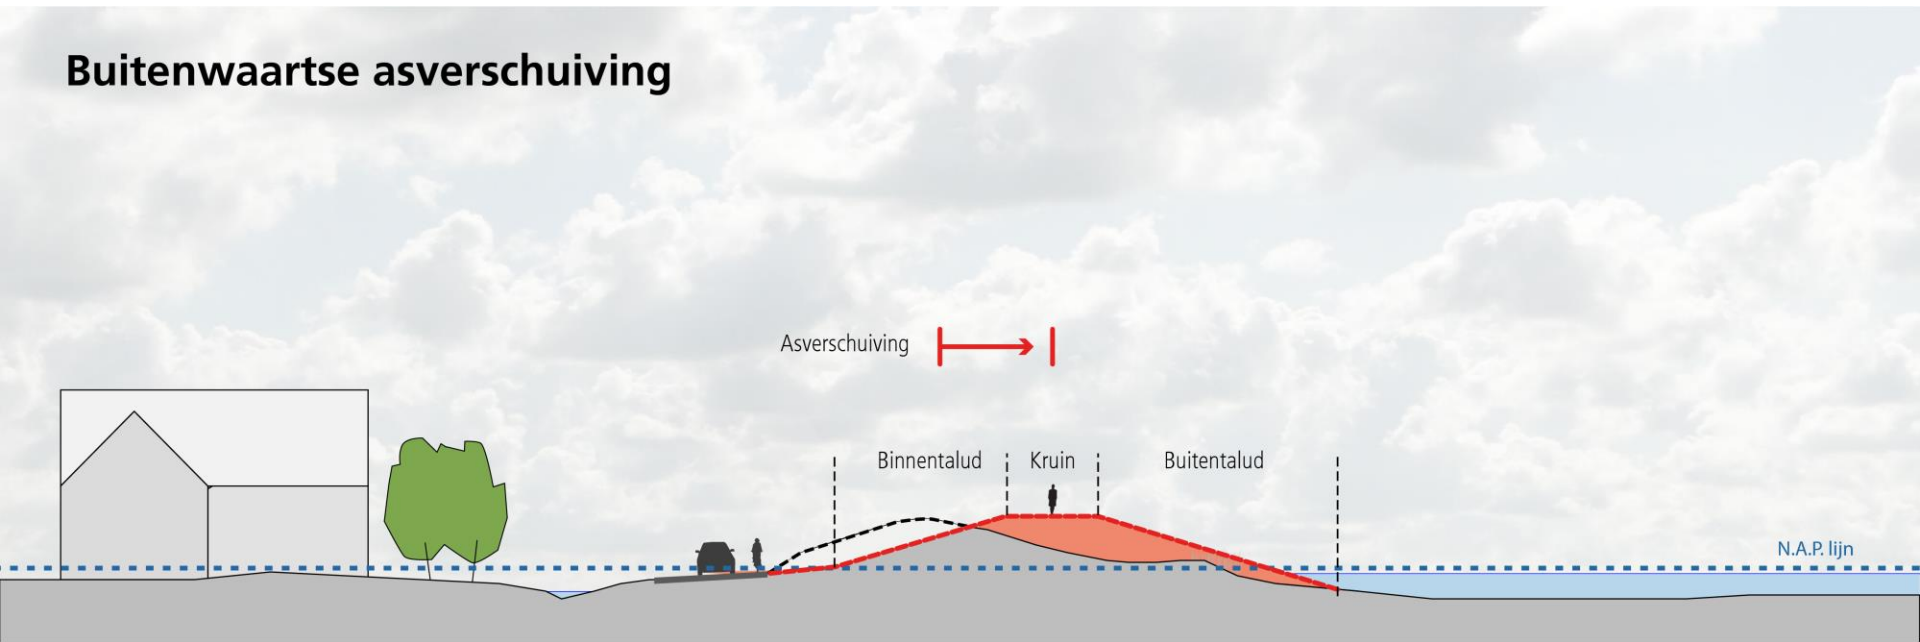 Buitenwaartse asverschuiving
Asverschuiving
Binnentalud
Kruin
Buitentalud
N.A.P. lijn